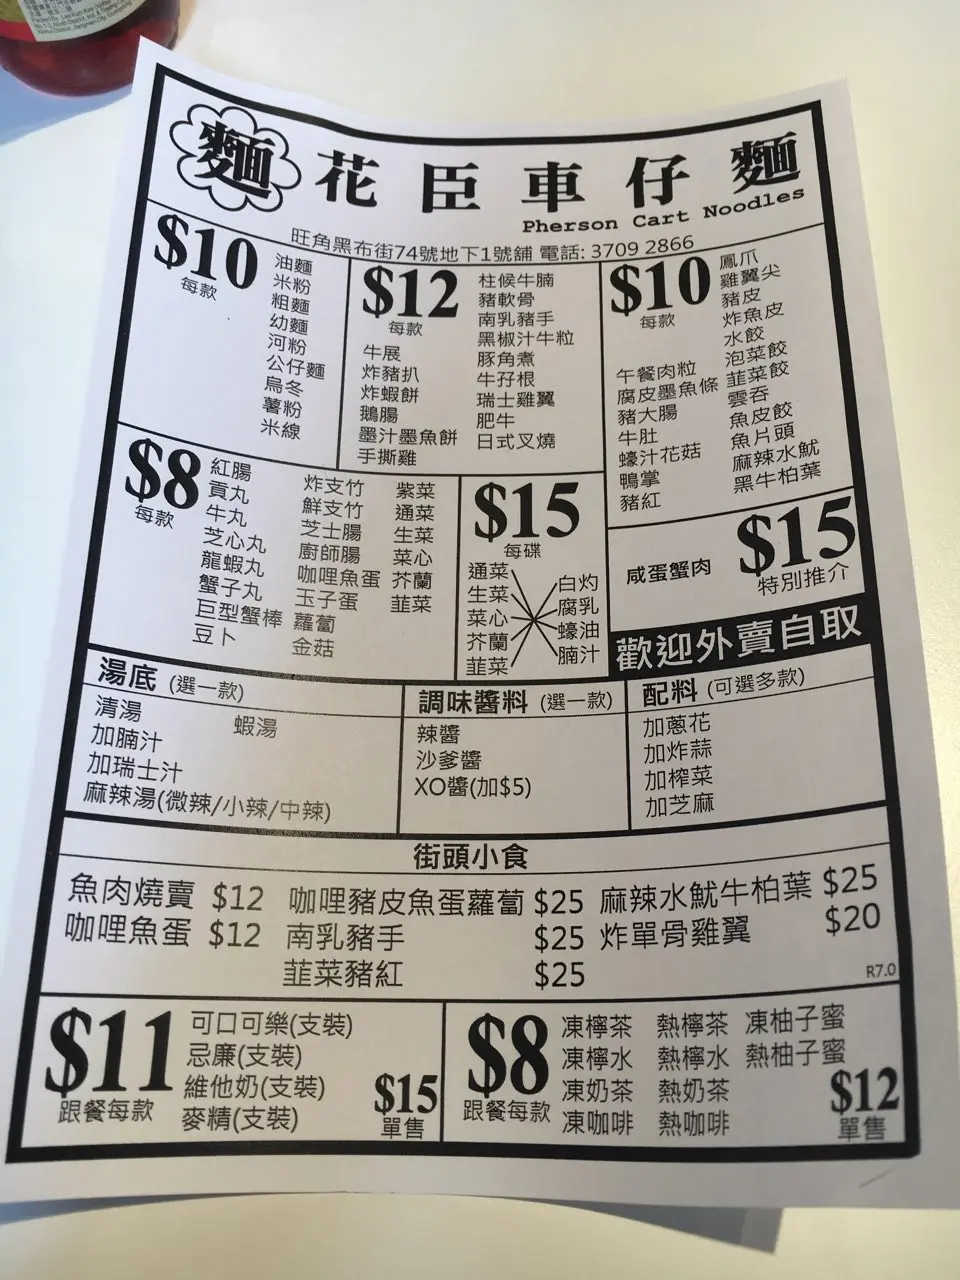 麵 花臣車仔麵
Pherson Cart Noodles
旺角黑布街74號地下1號舖 電話: 3709 2866
$10
每款
油麵
米粉
粗麵
幼麵
河粉
公仔麵
烏冬
薯粉
米線
$12
每款
牛展
炸豬扒
炸蝦餅
鵝腸
墨汁墨魚餅
手撕雞
柱候牛腩
豬軟骨
南乳豬手
黑椒汁牛粒
豚角煮
牛孖根
瑞士雞翼
肥牛
日式叉燒
$10
每款
午餐肉粒
腐皮墨魚條
豬大腸
牛肚
蠔汁花菇
鴨掌
豬紅
鳳爪
雞翼尖
豬皮
炸魚皮
水餃
泡菜餃
韮菜餃
雲吞
魚皮餃
魚片頭
麻辣水魷
黑牛柏葉
$8
每款
紅腸
貢丸
牛丸
芝心丸
龍蝦丸
蟹子丸
巨型蟹棒
豆卜
炸支竹
鮮支竹
芝士腸
廚師腸
咖哩魚蛋
玉子蛋
蘿蔔
金菇
紫菜
通菜
生菜
菜心
芥蘭
韮菜
$15
每碟
通菜
生菜
菜心
芥蘭
韮菜
白灼
腐乳
蠔油
腩汁
咸蛋蟹肉
$15
特別推介
歡迎外賣自取
湯底 (選一款)
清湯 蝦湯
加腩汁
加瑞士汁
麻辣湯(微辣/小辣/中辣)
調味醬料 (選一款)
辣醬
沙爹醬
XO醬(加$5)
配料 (可選多款)
加蔥花
加炸蒜
加榨菜
加芝麻
街頭小食
魚肉燒賣 $12 咖哩豬皮魚蛋蘿蔔 $25 麻辣水魷牛柏葉 $25
咖哩魚蛋 $12 南乳豬手 $25 炸單骨雞翼 $20
韮菜豬紅 $25
R7.0
$11
跟餐每款
可口可樂(支裝)
忌廉(支裝)
維他奶(支裝)
麥精(支裝)
$15
單售
$8
跟餐每款
凍檸茶 熱檸茶 凍柚子蜜
凍檸水 熱檸水 熱柚子蜜
凍奶茶 熱奶茶
凍咖啡 熱咖啡
$12
單售